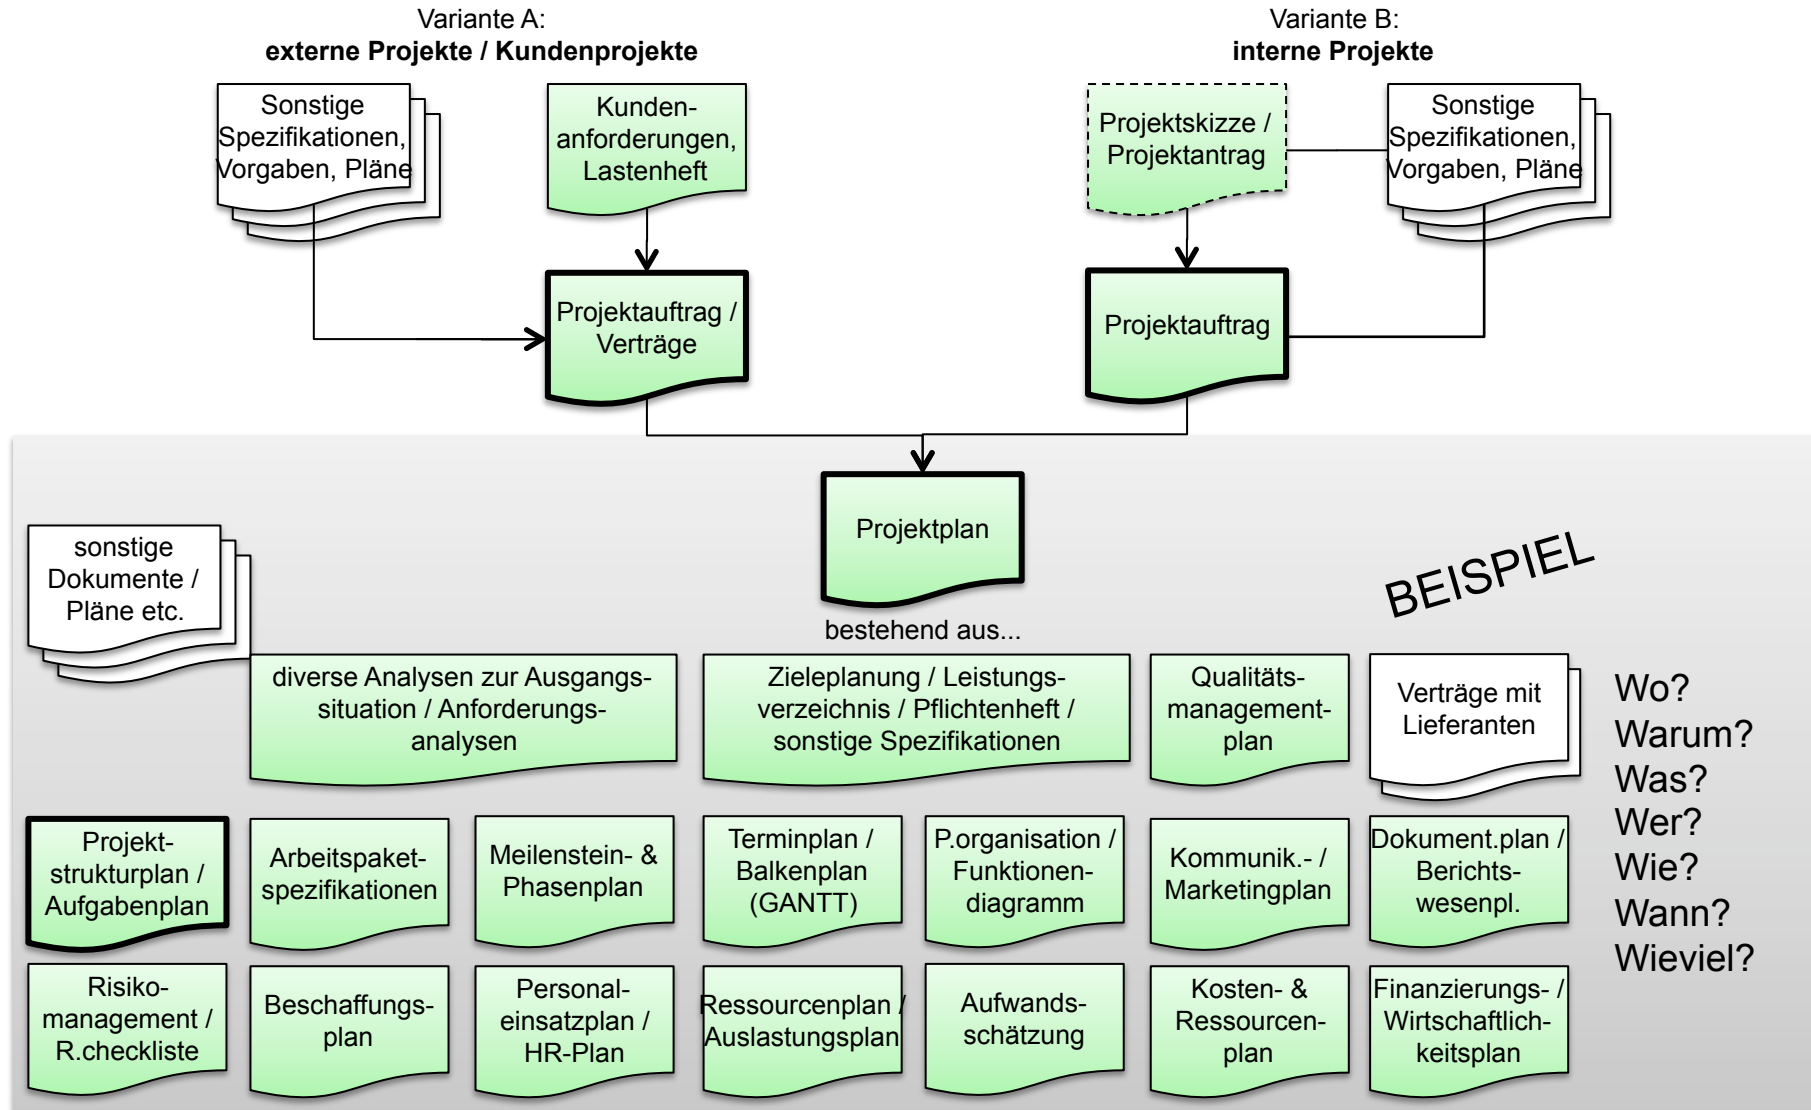 Variante A:
externe Projekte / Kundenprojekte
Variante B:
interne Projekte
Sonstige
Spezifikationen,
Vorgaben, Pläne
Kunden-
anforderungen,
Lastenheft
Projektskizze /
Projektantrag
Sonstige
Spezifikationen,
Vorgaben, Pläne
Projektauftrag /
Verträge
Projektauftrag
Projektplan
sonstige
Dokumente /
Pläne etc.
BEISPIEL
bestehend aus...
diverse Analysen zur Ausgangs-
situation / Anforderungs-
analysen
Zieleplanung / Leistungs-
verzeichnis / Pflichtenheft /
sonstige Spezifikationen
Qualitäts-
management-
plan
Verträge mit
Lieferanten
Wo?
Warum?
Was?
Wer?
Wie?
Wann?
Wieviel?
Projekt-
strukturplan /
Aufgabenplan
Arbeitspaket-
spezifikationen
Meilenstein- &
Phasenplan
Terminplan /
Balkenplan
(GANTT)
P.organisation /
Funktionen-
diagramm
Kommunik.- /
Marketingplan
Dokument.plan /
Berichts-
wesenpl.
Risiko-
management /
R.checkliste
Beschaffungs-
plan
Personal-
einsatzplan /
HR-Plan
Ressourcenplan /
Auslastungsplan
Aufwands-
schätzung
Kosten- &
Ressourcen-
plan
Finanzierungs- /
Wirtschaftlich-
keitsplan